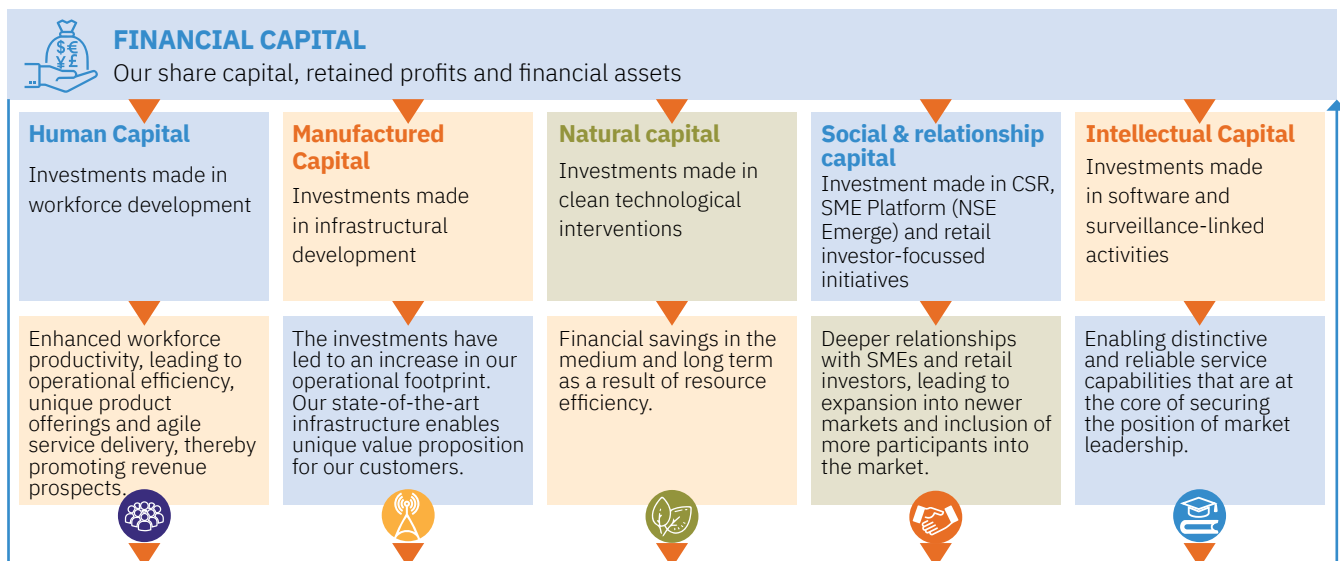 $€
¥£
FINANCIAL CAPITAL
Our share capital, retained profits and financial assets
Human Capital
Investments made in
workforce development
Manufactured
Capital
Investments made
in infrastructural
development
Natural capital
Investments made in
clean technological
interventions
Social & relationship
capital
Investment made in CSR,
SME Platform (NSE
Emerge) and retail
investor-focussed
initiatives
Intellectual Capital
Investments made
in software and
surveillance-linked
activities
Enhanced workforce
productivity, leading to
operational efficiency,
unique product
offerings and agile
service delivery, thereby
promoting revenue
prospects.
The investments have
led to an increase in our
operational footprint.
Our state-of-the-art
infrastructure enables
unique value proposition
for our customers.
Financial savings in the
medium and long term
as a result of resource
efficiency.
Deeper relationships
with SMEs and retail
investors, leading to
expansion into newer
markets and inclusion of
more participants into
the market.
Enabling distinctive
and reliable service
capabilities that are at
the core of securing
the position of market
leadership.